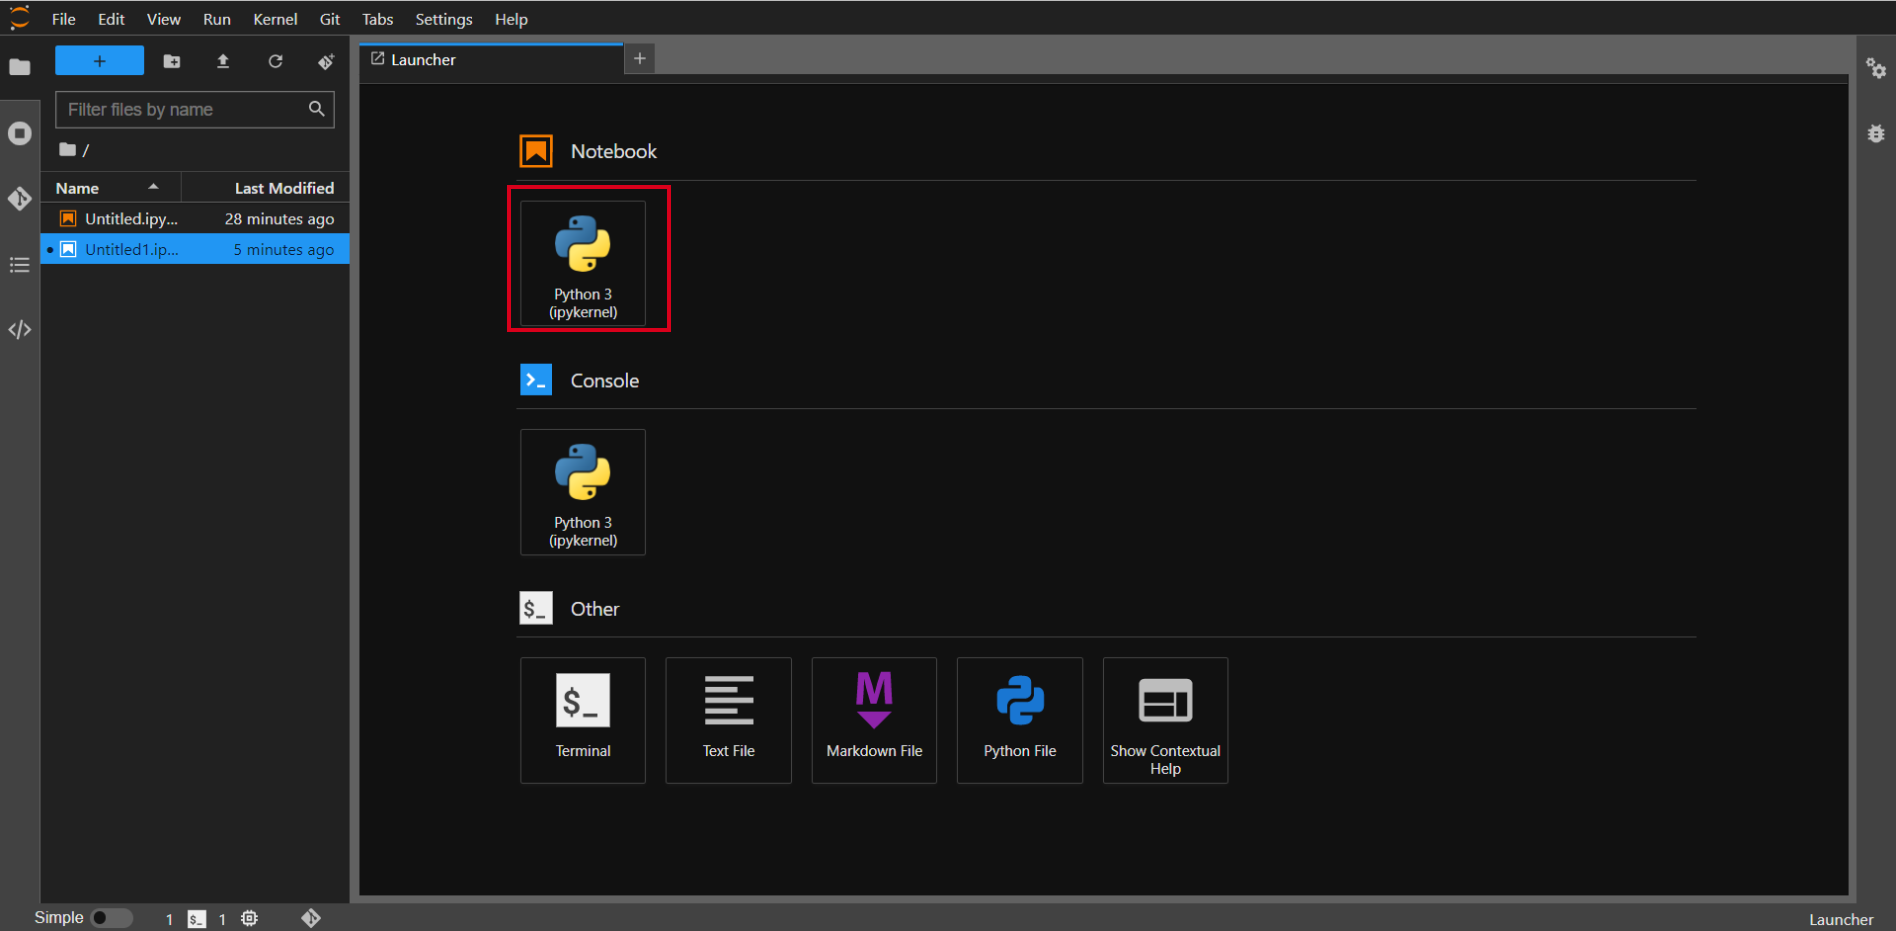 File Edit View Run Kernel Git Tabs Settings Help
+
Launcher
+
Filter files by name
/
Name Last Modified
Untitled.ipy... 28 minutes ago
Untitled1.ip... 5 minutes ago
Notebook
Python 3
(ipykernel)
Console
Python 3
(ipykernel)
$_ Other
$_
Terminal
Text File
M
Markdown File
Python File
Show Contextual
Help
Simple 1 $_ 1 Launcher